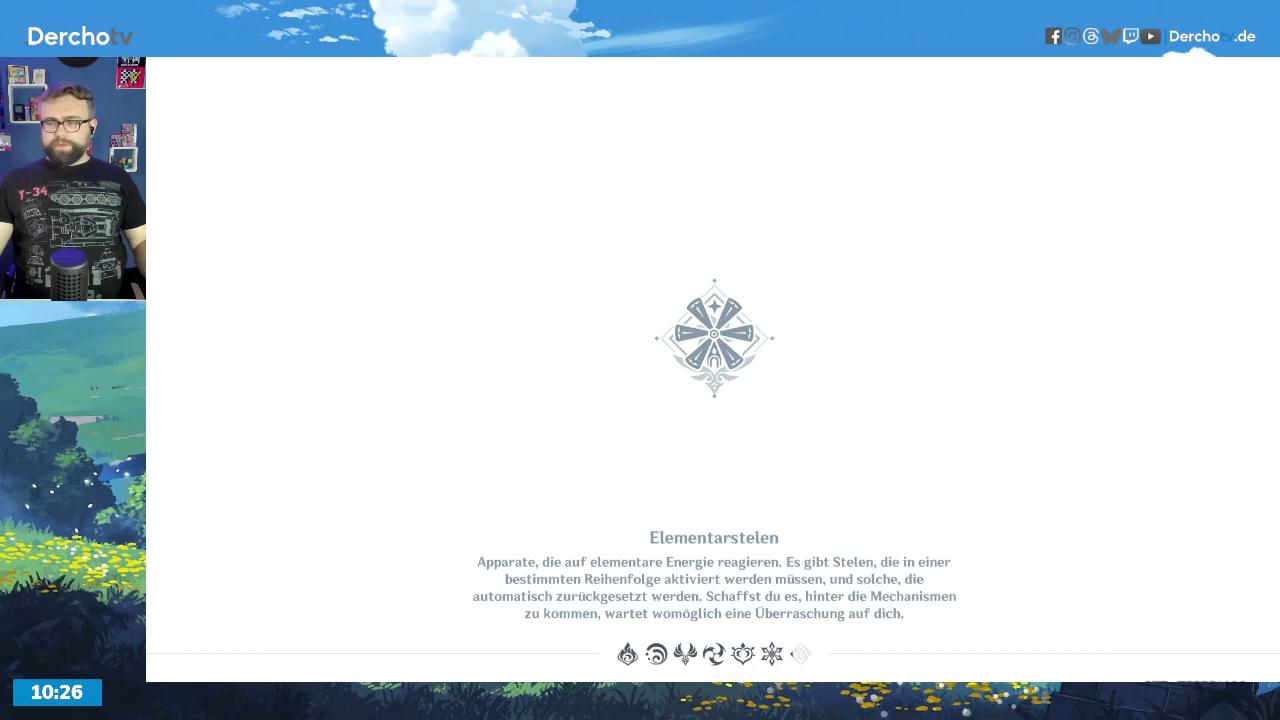 Derchotv
Derchotv.de
T-34
Elementarstelen
Apparate, die auf elementare Energie reagieren. Es gibt Stelen, die in einer
bestimmten Reihenfolge aktiviert werden müssen, und solche, die
automatisch zurückgesetzt werden. Schaffst du es, hinter die Mechanismen
zu kommen, wartet womöglich eine Überraschung auf dich.
10:26